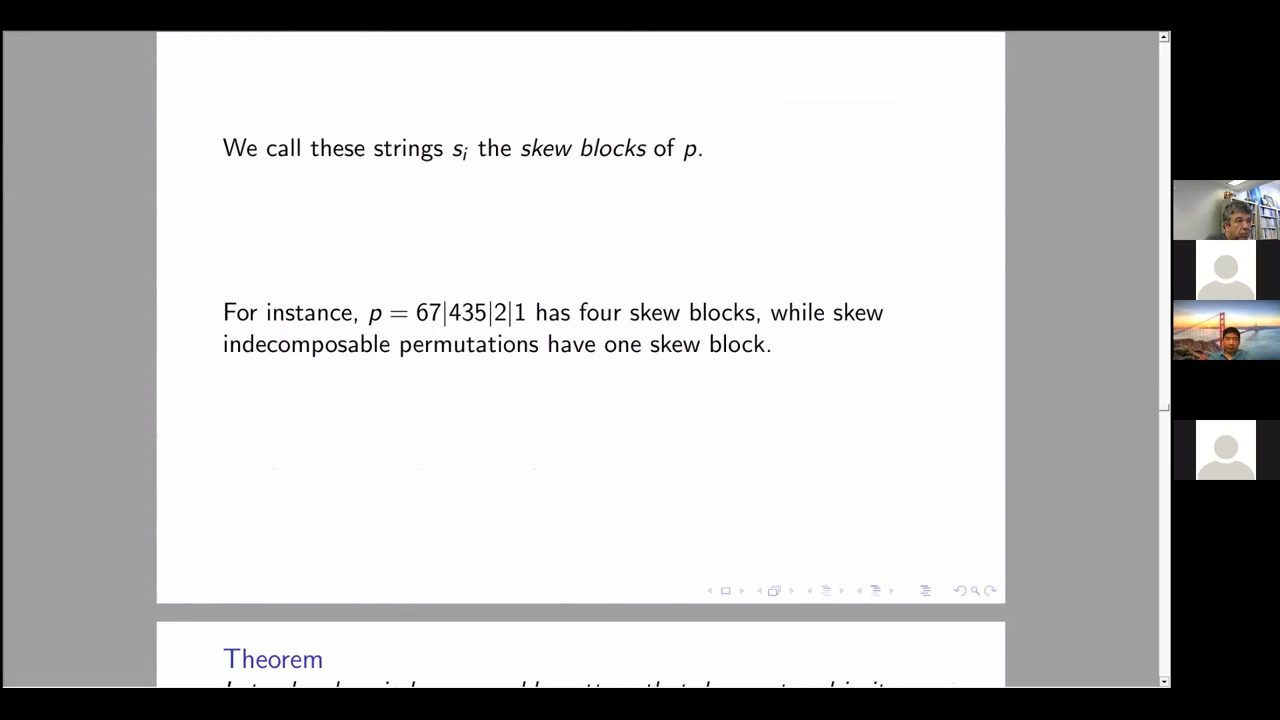 We call these strings sᵢ the skew blocks of p.
For instance, p = 67|435|2|1 has four skew blocks, while skew
indecomposable permutations have one skew block.
Theorem